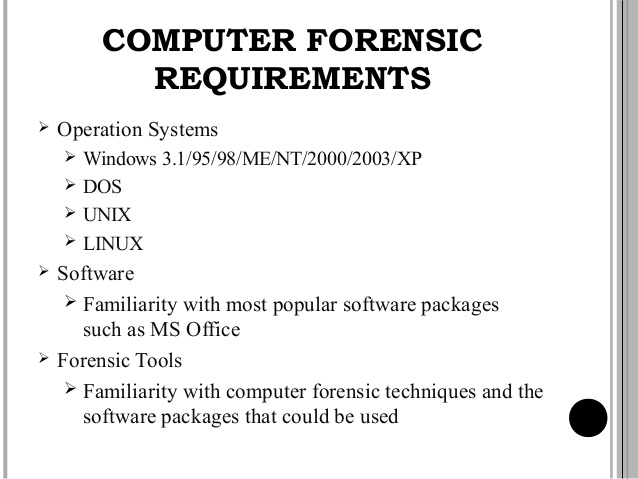 COMPUTER FORENSIC
REQUIREMENTS
➢ Operation Systems
➢ Windows 3.1/95/98/ME/NT/2000/2003/XP
➢ DOS
➢ UNIX
➢ LINUX
➢ Software
➢ Familiarity with most popular software packages
such as MS Office
➢ Forensic Tools
➢ Familiarity with computer forensic techniques and the
software packages that could be used